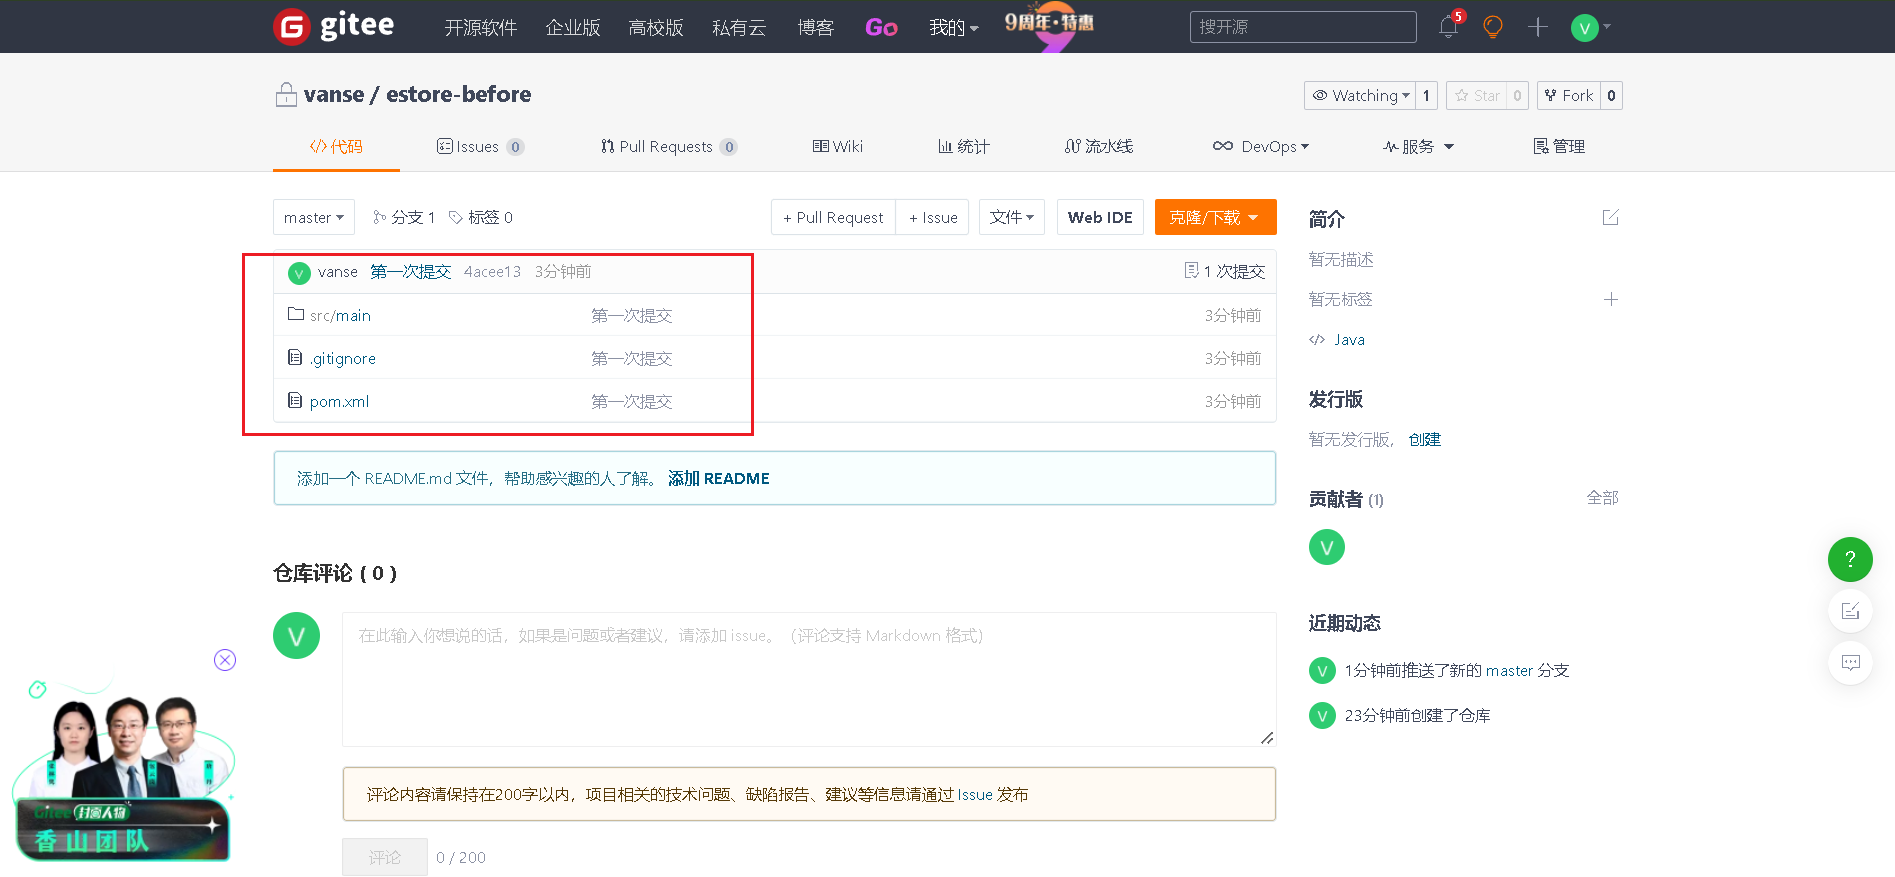 gitee 开源软件 企业版 高校版 私有云 博客 Go 我的 9周年·特惠 搜开源 5 V
vanse / estore-before Watching 1 Star 0 Fork 0
代码 Issues 0 Pull Requests 0 Wiki 统计 流水线 DevOps 服务 管理
master 分支 1 标签 0 + Pull Request + Issue 文件 Web IDE 克隆/下载
V vanse 第一次提交 4acee13 3分钟前 1 次提交
src/main 第一次提交 3分钟前
.gitignore 第一次提交 3分钟前
pom.xml 第一次提交 3分钟前
添加一个 README.md 文件，帮助感兴趣的人了解。 添加 README
仓库评论 ( 0 )
V 在此输入你想说的话，如果是问题或者建议，请添加 issue。（评论支持 Markdown 格式）
评论内容请保持在200字以内，项目相关的技术问题、缺陷报告、建议等信息请通过 Issue 发布
评论 0 / 200
简介
暂无描述
暂无标签
Java
发行版
暂无发行版， 创建
贡献者 (1) 全部
V
近期动态
V 1分钟前推送了新的 master 分支
V 23分钟前创建了仓库
?
Gitee 封面人物
香山团队